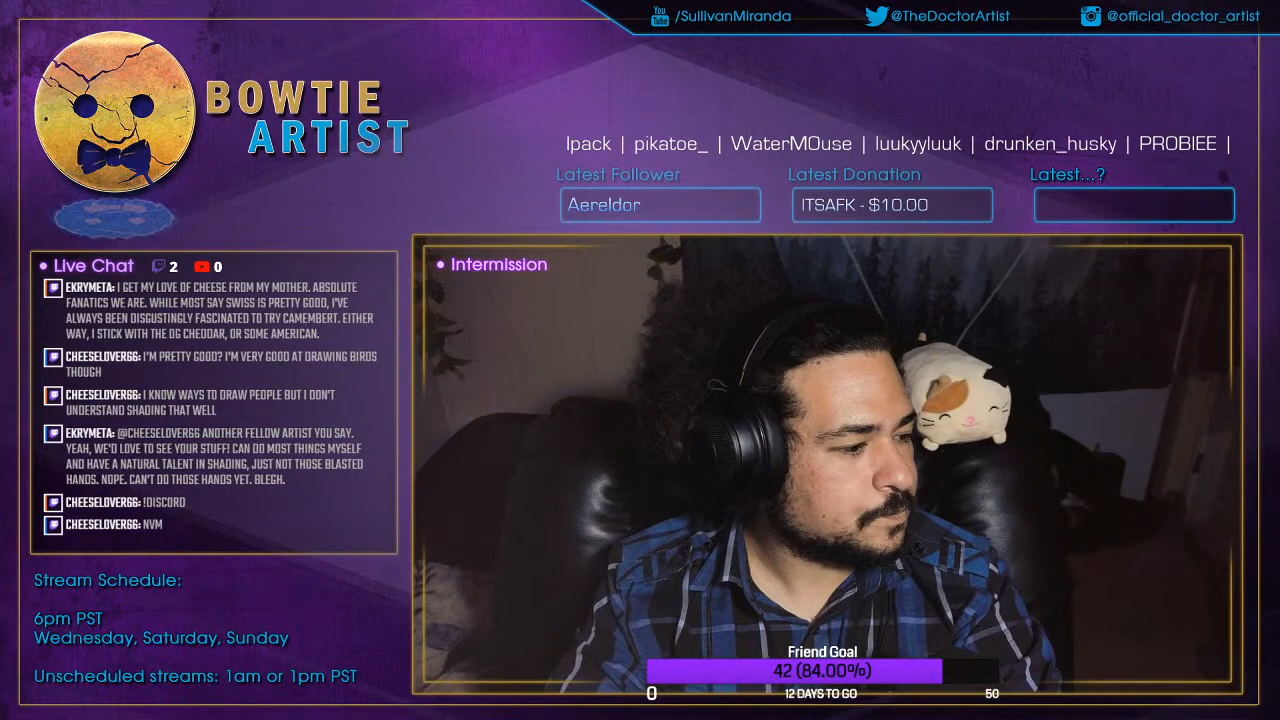 You Tube /SullivanMiranda @TheDoctorArtist @official_doctor_artist
BOWTIE
ARTIST
lpack | pikatoe_ | WaterMOuse | luukyyluuk | drunken_husky | PROBIEE |
Latest Follower Latest Donation Latest...?
Aereldor ITSAFK - $10.00
• Live Chat 2 0
EKRYMETA: I GET MY LOVE OF CHEESE FROM MY MOTHER. ABSOLUTE
FANATICS WE ARE. WHILE MOST SAY SWISS IS PRETTY GOOD, I'VE
ALWAYS BEEN DISGUSTINGLY FASCINATED TO TRY CAMEMBERT. EITHER
WAY, I STICK WITH THE OG CHEDDAR, OR SOME AMERICAN.
CHEESELOVER66: I'M PRETTY GOOD? I'M VERY GOOD AT DRAWING BIRDS
THOUGH
CHEESELOVER66: I KNOW WAYS TO DRAW PEOPLE BUT I DON'T
UNDERSTAND SHADING THAT WELL
EKRYMETA: @CHEESELOVER66 ANOTHER FELLOW ARTIST YOU SAY.
YEAH, WE'D LOVE TO SEE YOUR STUFF! CAN DO MOST THINGS MYSELF
AND HAVE A NATURAL TALENT IN SHADING, JUST NOT THOSE BLASTED
HANDS. NOPE. CAN'T DO THOSE HANDS YET. BLEGH.
CHEESELOVER66: !DISCORD
CHEESELOVER66: NVM
Stream Schedule:
6pm PST
Wednesday, Saturday, Sunday
Unscheduled streams: 1am or 1pm PST
• Intermission
Friend Goal
42 (84.00%)
0 12 DAYS TO GO 50